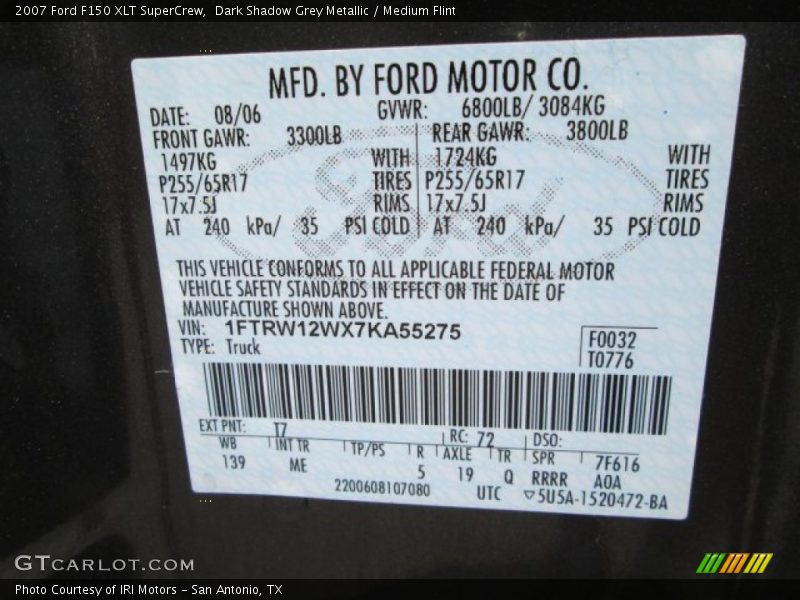 2007 Ford F150 XLT SuperCrew, Dark Shadow Grey Metallic / Medium Flint
MFD. BY FORD MOTOR CO.
DATE: 08/06 GVWR: 6800LB/ 3084KG
FRONT GAWR: 3300LB REAR GAWR: 3800LB
1497KG WITH 1724KG WITH
P255/65R17 TIRES P255/65R17 TIRES
17x7.5J RIMS 17x7.5J RIMS
AT 240 kPa/ 35 PSI COLD AT 240 kPa/ 35 PSI COLD
Ford
THIS VEHICLE CONFORMS TO ALL APPLICABLE FEDERAL MOTOR
VEHICLE SAFETY STANDARDS IN EFFECT ON THE DATE OF
MANUFACTURE SHOWN ABOVE.
VIN: 1FTRW12WX7KA55275
TYPE: Truck
F0032
T0776
EXT PNT: T7 RC: 72 DSO:
WB INT TR TP/PS R AXLE TR SPR 7F616
139 ME 5 19 Q RRRR AOA
2200608107080 UTC ▽5U5A-1520472-BA
GTCARLOT.COM
Photo Courtesy of IRI Motors – San Antonio, TX